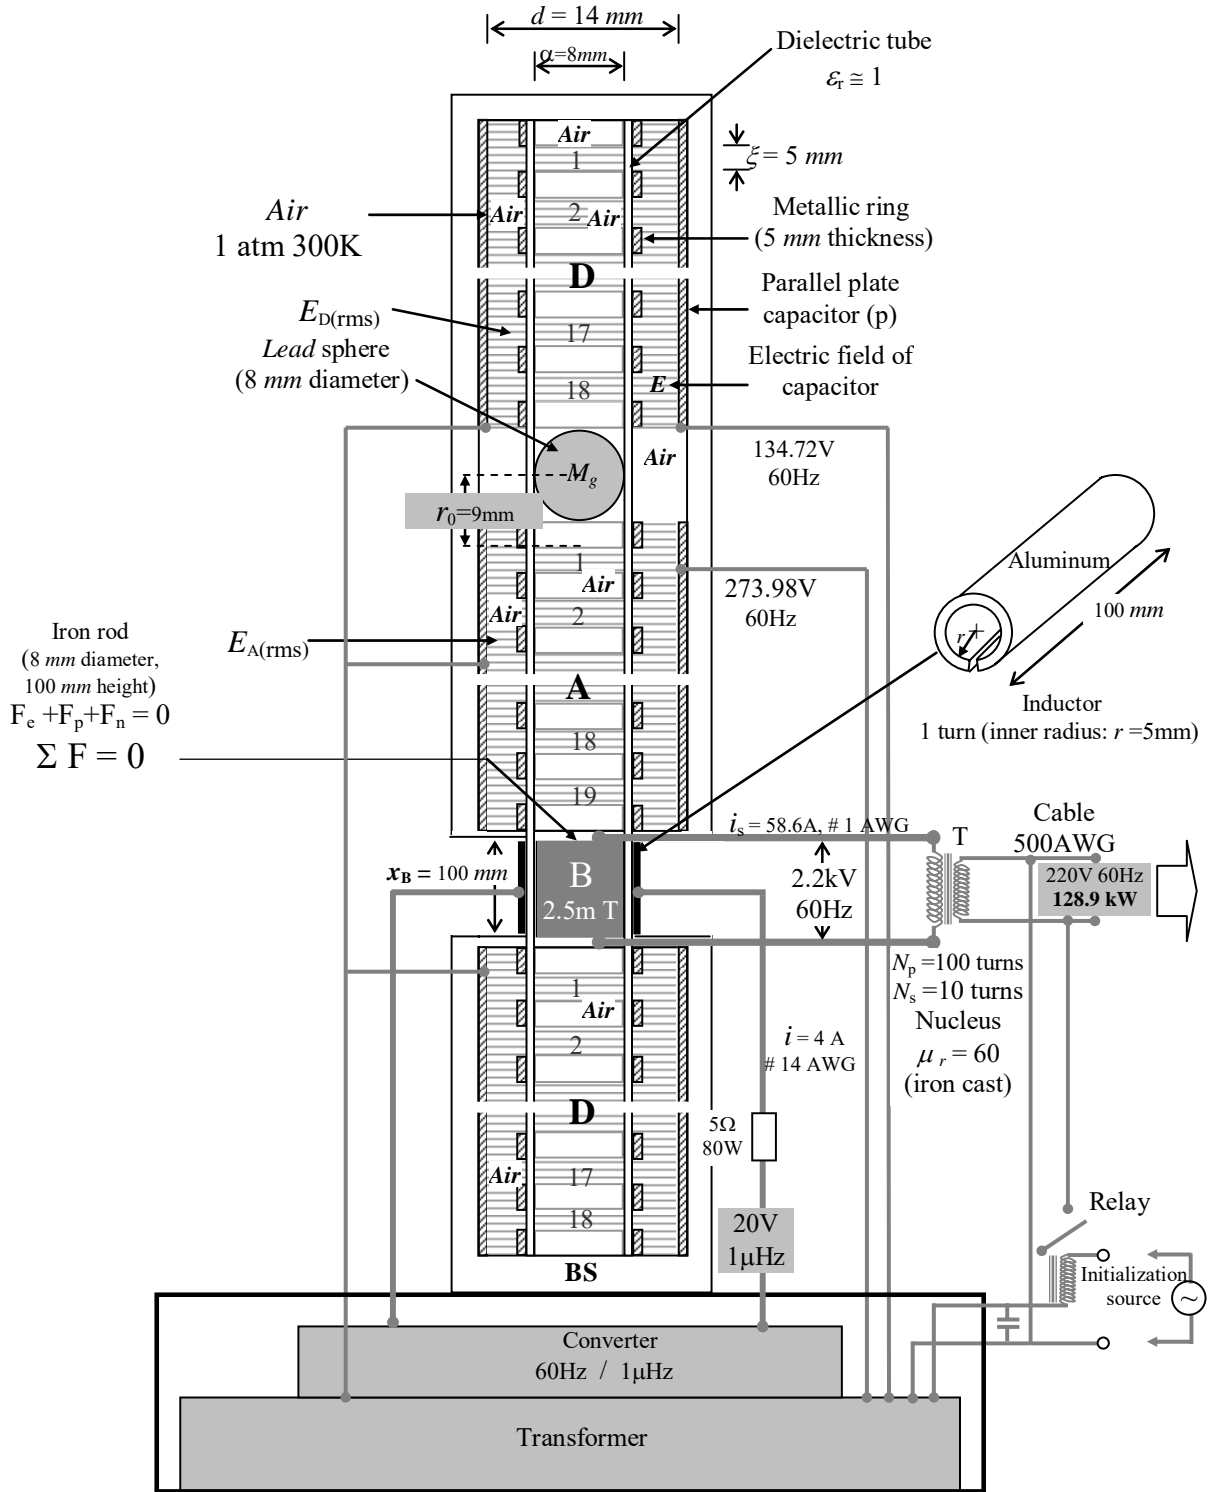 d = 14 mm
α=8mm
Dielectric tube
εr ≅ 1
Air
1
ξ = 5 mm
Air
1 atm 300K
Air
2
Air
Metallic ring
(5 mm thickness)
D
Parallel plate
capacitor (p)
ED(rms)
Lead sphere
(8 mm diameter)
17
Electric field of
capacitor
18
E
134.72V
60Hz
Air
Mg
r0=9mm
1
Air
273.98V
60Hz
Air
2
EA(rms)
Aluminum
100 mm
r
Inductor
1 turn (inner radius: r =5mm)
Iron rod
(8 mm diameter,
100 mm height)
Fe +Fp+Fn = 0
Σ F = 0
A
18
19
is = 58.6A, # 1 AWG
T
Cable
500AWG
xB = 100 mm
B
2.5m T
2.2kV
60Hz
220V 60Hz
128.9 kW
Np =100 turns
Ns =10 turns
Nucleus
μr = 60
(iron cast)
1
Air
2
i = 4 A
# 14 AWG
D
5Ω
80W
Air
17
18
20V
1μHz
BS
Relay
Initialization
source
~
Converter
60Hz / 1μHz
Transformer